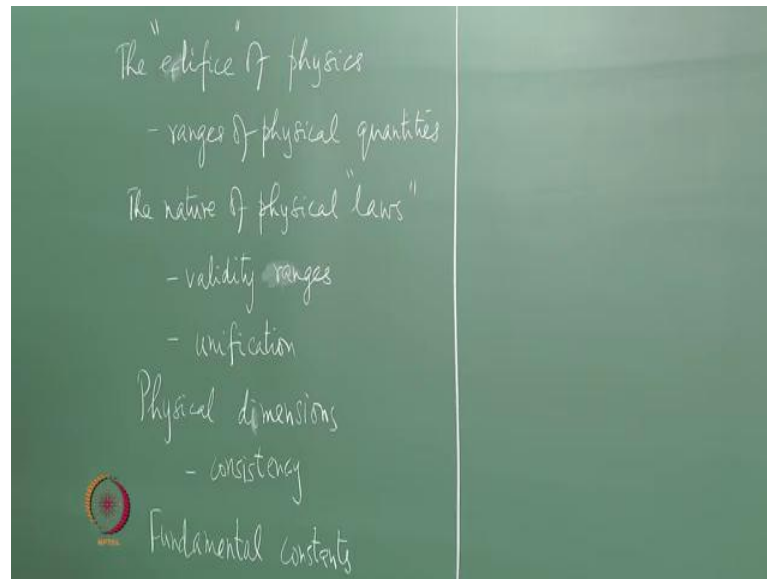 The "edifice" of physics
- ranges of physical quantities
The nature of physical "laws"
- validity ranges
- unification
Physical dimensions
- consistency
Fundamental constants
NPTEL